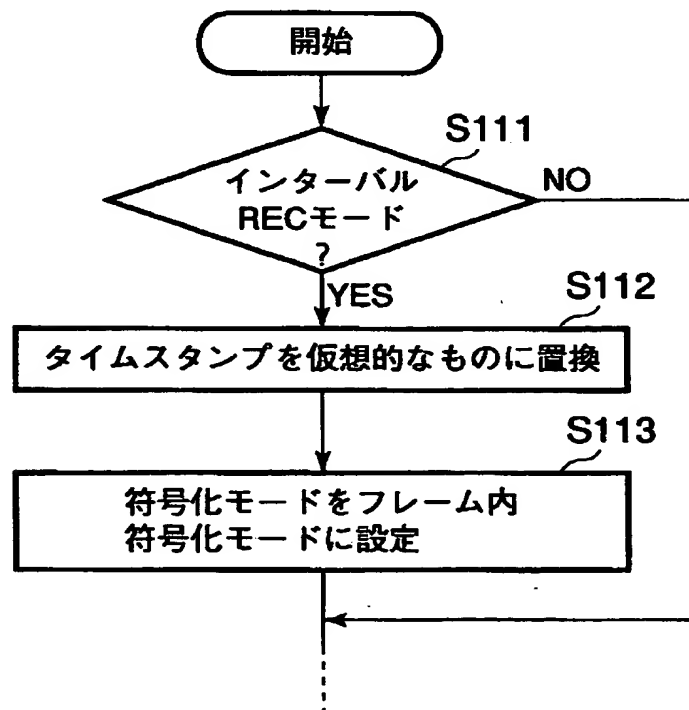 開始
S111
インターバル
RECモード
?
NO
YES
S112
タイムスタンプを仮想的なものに置換
S113
符号化モードをフレーム内
符号化モードに設定